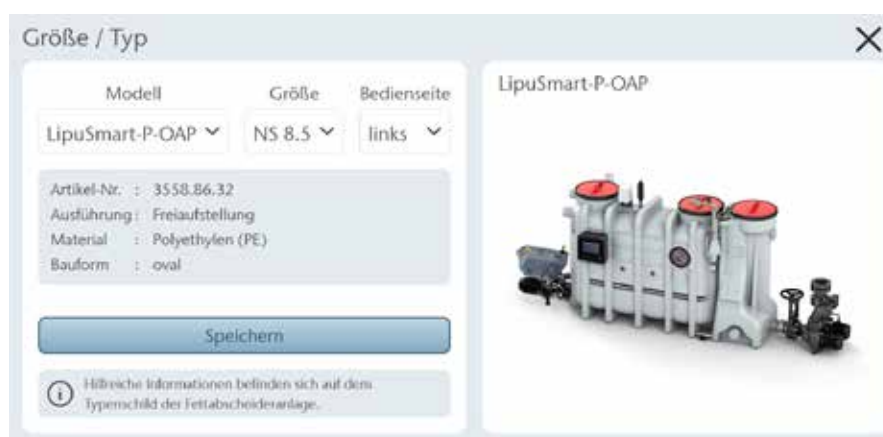 Größe / Typ
Modell Größe Bedienseite
LipuSmart-P-OAP NS 8.5 links
Artikel-Nr. : 3558.86.32
Ausführung : Freiaufstellung
Material : Polyethylen (PE)
Bauform : oval
Speichern
Hilfreiche Informationen befinden sich auf dem
Typenschild der Fettabscheideranlage.
LipuSmart-P-OAP